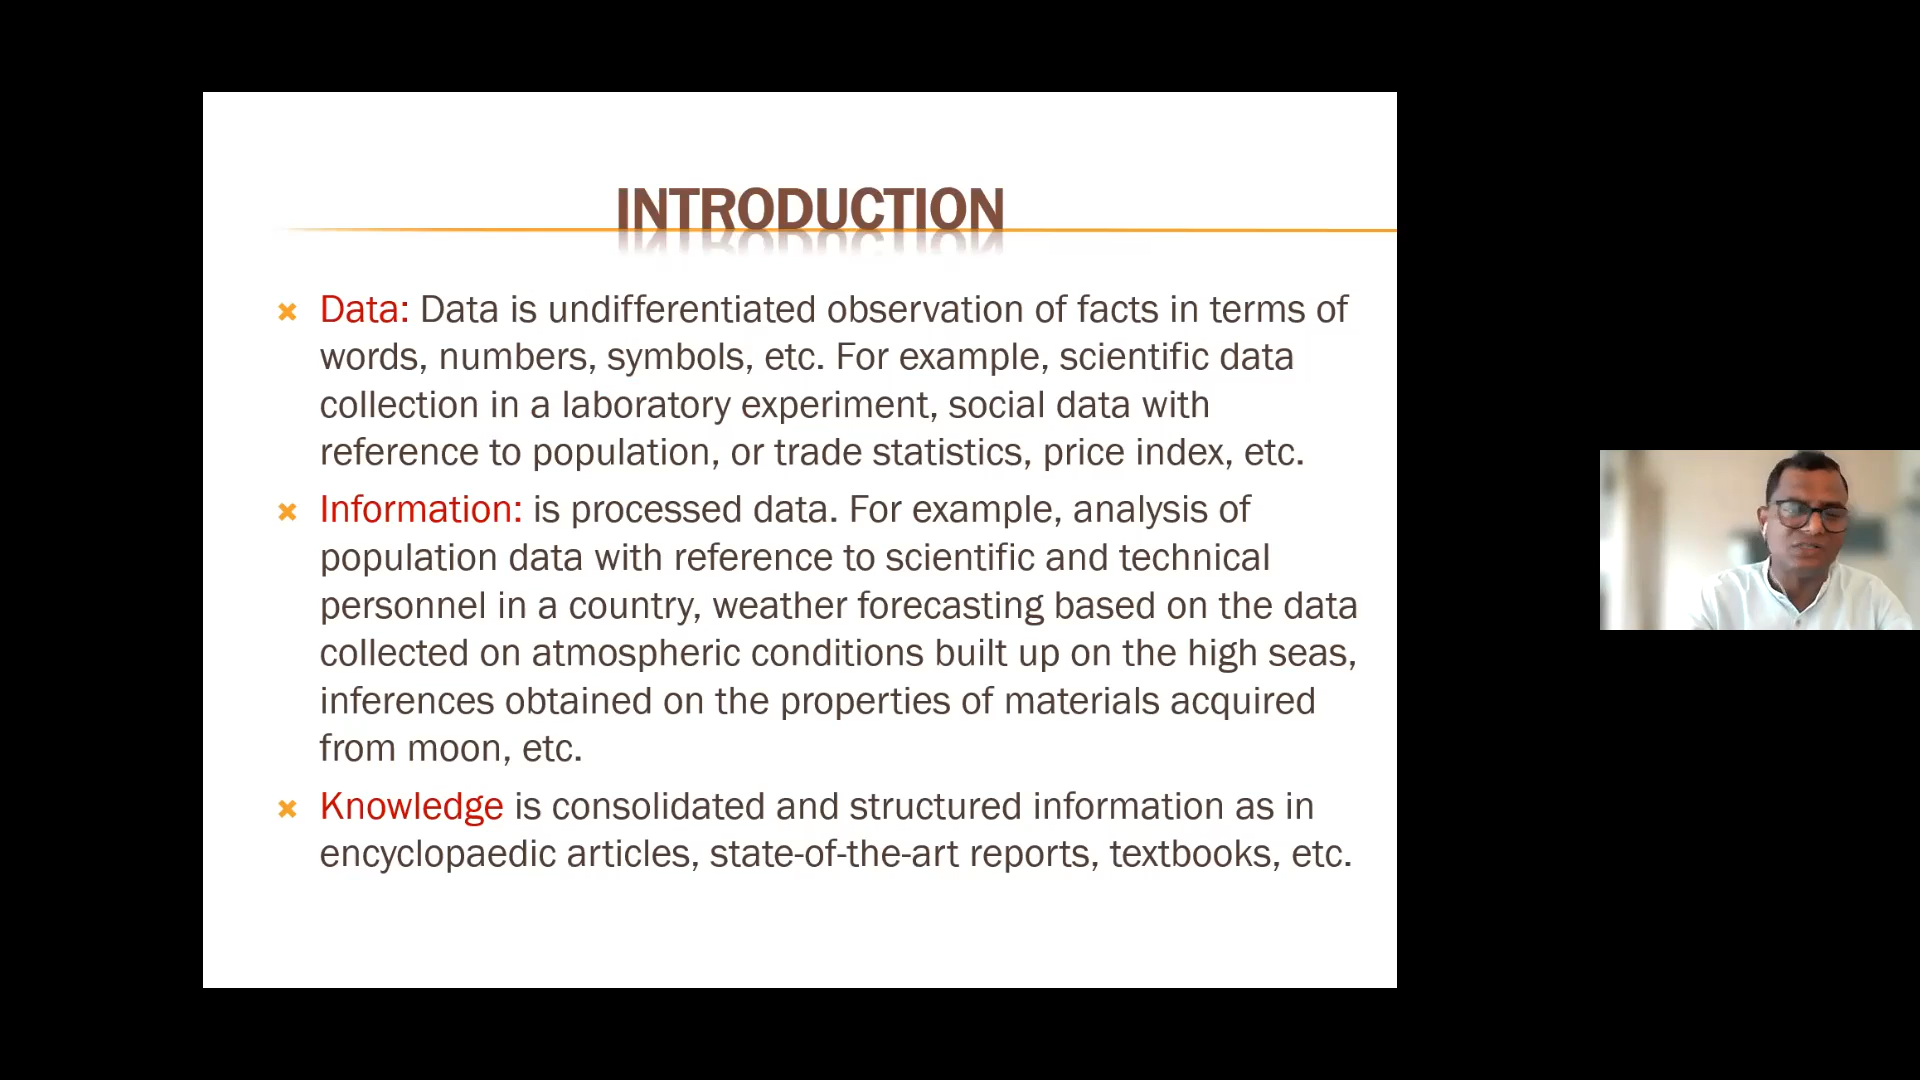 INTRODUCTION
Data: Data is undifferentiated observation of facts in terms of
words, numbers, symbols, etc. For example, scientific data
collection in a laboratory experiment, social data with
reference to population, or trade statistics, price index, etc.
Information: is processed data. For example, analysis of
population data with reference to scientific and technical
personnel in a country, weather forecasting based on the data
collected on atmospheric conditions built up on the high seas,
inferences obtained on the properties of materials acquired
from moon, etc.
Knowledge is consolidated and structured information as in
encyclopaedic articles, state-of-the-art reports, textbooks, etc.